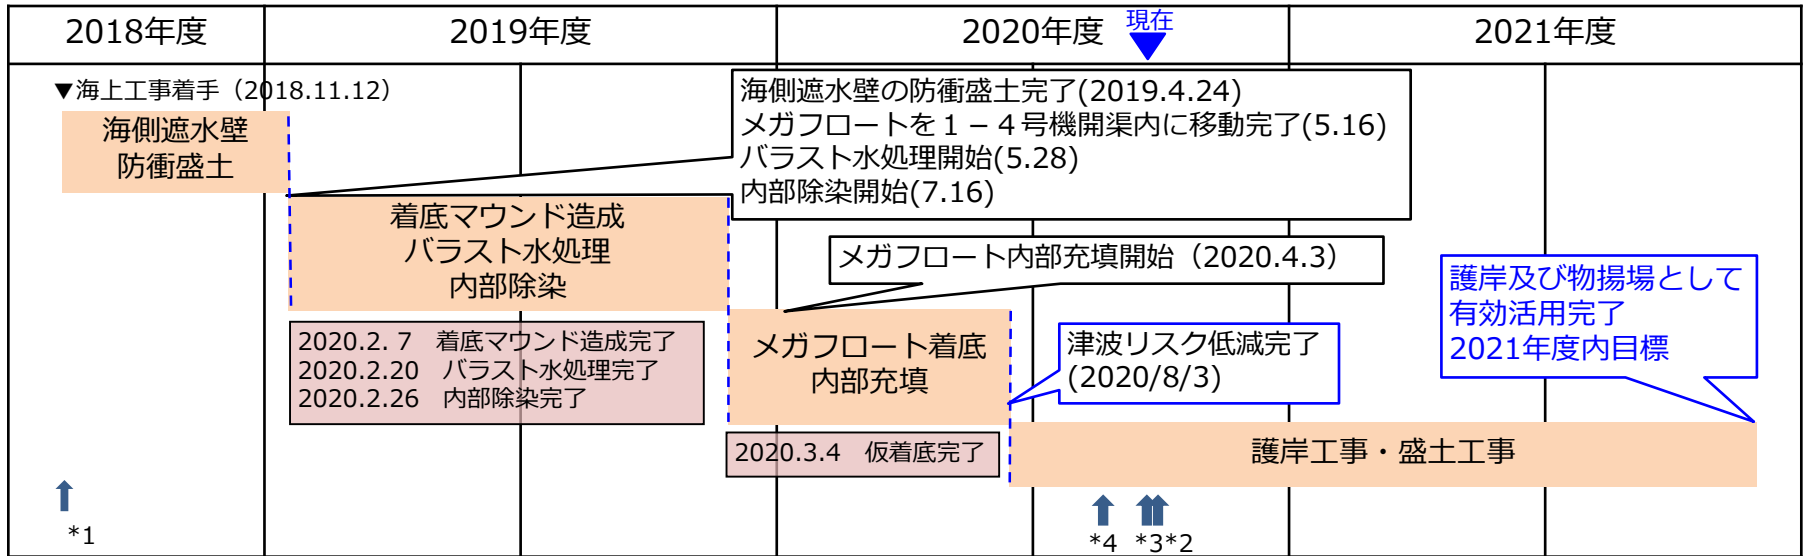 2018年度
2019年度
2020年度
現在
2021年度
▼海上工事着手（2018.11.12）
海側遮水壁
防衝盛土
海側遮水壁の防衝盛土完了(2019.4.24)
メガフロートを１－４号機開渠内に移動完了(5.16)
バラスト水処理開始(5.28)
内部除染開始(7.16)
着底マウンド造成
バラスト水処理
内部除染
メガフロート内部充填開始（2020.4.3）
護岸及び物揚場として
有効活用完了
2021年度内目標
2020.2. 7　着底マウンド造成完了
2020.2.20　バラスト水処理完了
2020.2.26　内部除染完了
メガフロート着底
内部充填
津波リスク低減完了
(2020/8/3)
2020.3.4　仮着底完了
護岸工事・盛土工事
*1
*4
*3*2